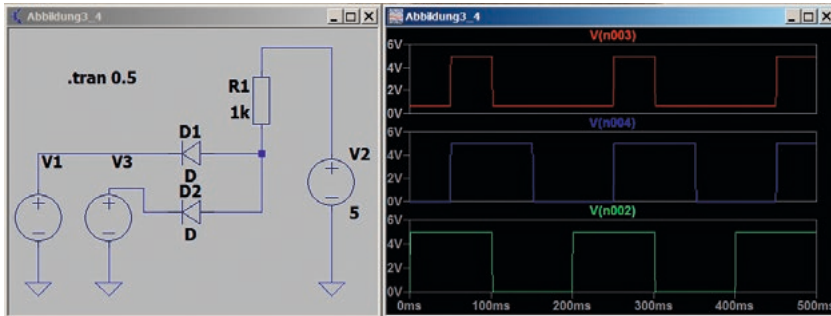 Abbildung3_4
.tran 0.5
R1
1k
D1
V1
V3
D
D2
V2
5
D
Abbildung3_4
V(n003)
6V
4V
2V
0V
V(n004)
6V
4V
2V
0V
V(n002)
6V
4V
2V
0V
0ms 100ms 200ms 300ms 400ms 500ms